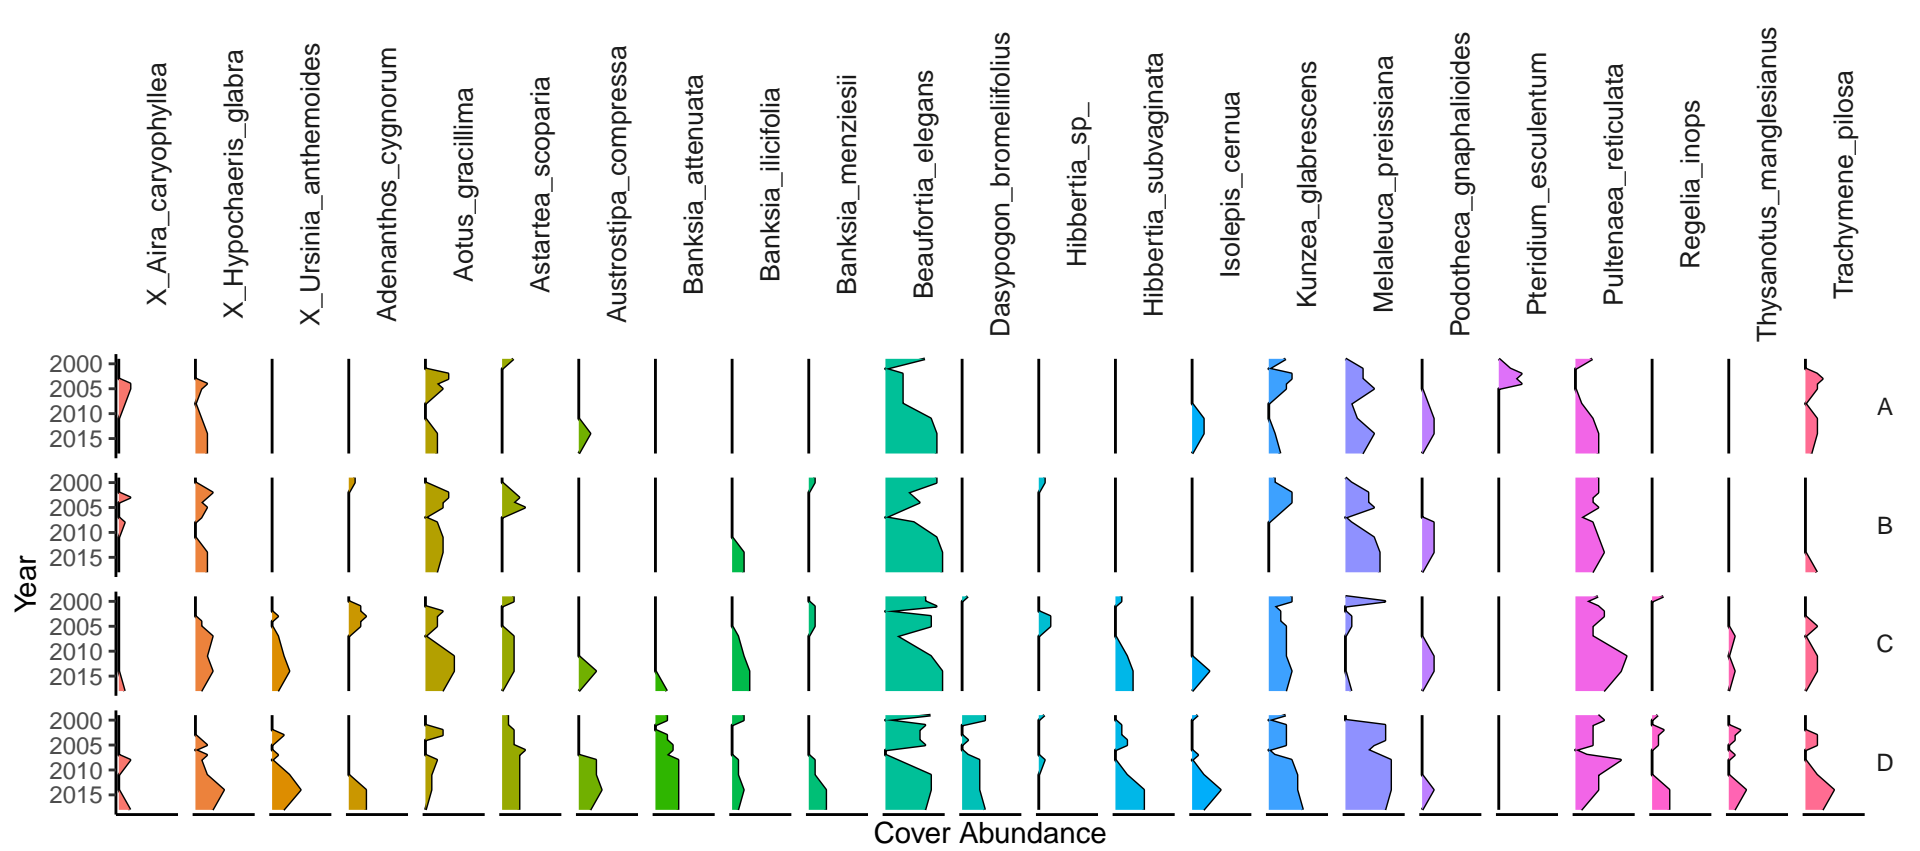 X_Aira_caryophyllea
X_Hypochaeris_glabra
X_Ursinia_anthemoides
Adenanthos_cygnorum
Aotus_gracillima
Astartea_scoparia
Austrostipa_compressa
Banksia_attenuata
Banksia_ilicifolia
Banksia_menziesii
Beaufortia_elegans
Dasypogon_bromeliifolius
Hibbertia_sp_
Hibbertia_subvaginata
Isolepis_cernua
Kunzea_glabrescens
Melaleuca_preissiana
Podotheca_gnaphalioides
Pteridium_esculentum
Pultenaea_reticulata
Regelia_inops
Thysanotus_manglesianus
Trachymene_pilosa
Year
2000
2005
2010
2015
A
2000
2005
2010
2015
B
2000
2005
2010
2015
C
2000
2005
2010
2015
D
Cover Abundance